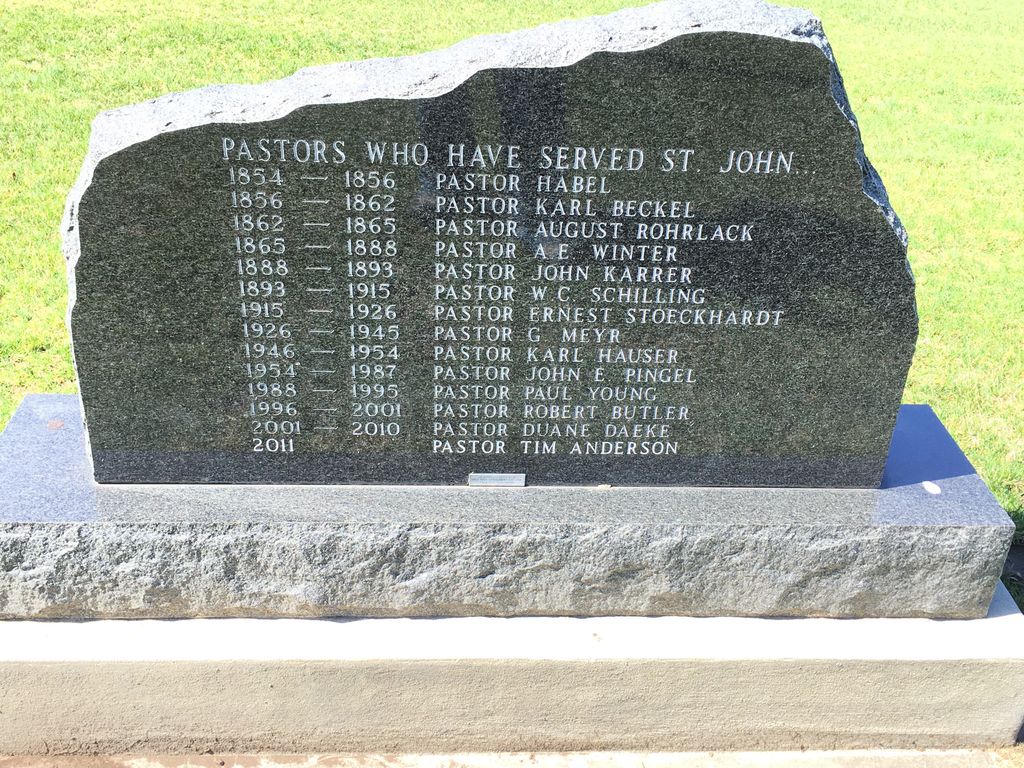 PASTORS WHO HAVE SERVED ST. JOHN...
1854 — 1856 PASTOR HABEL
1856 — 1862 PASTOR KARL BECKEL
1862 — 1865 PASTOR AUGUST ROHRLACK
1865 — 1888 PASTOR A.E. WINTER
1888 — 1893 PASTOR JOHN KARRER
1893 — 1915 PASTOR W.C. SCHILLING
1915 — 1926 PASTOR ERNEST STOECKHARDT
1926 — 1945 PASTOR G. MEYR
1946 — 1954 PASTOR KARL HAUSER
1954 — 1987 PASTOR JOHN E. PINGEL
1988 — 1995 PASTOR PAUL YOUNG
1996 — 2001 PASTOR ROBERT BUTLER
2001 — 2010 PASTOR DUANE DAEKE
2011 PASTOR TIM ANDERSON